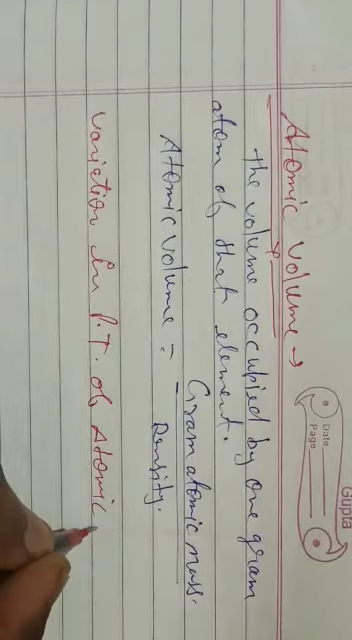 Gupta
Date
Page
Atomic volume →
the volume occupied by one gram
atom of that element.
Atomic volume = Gram atomic mass.
Density.
Variation in P.T. of Atomic